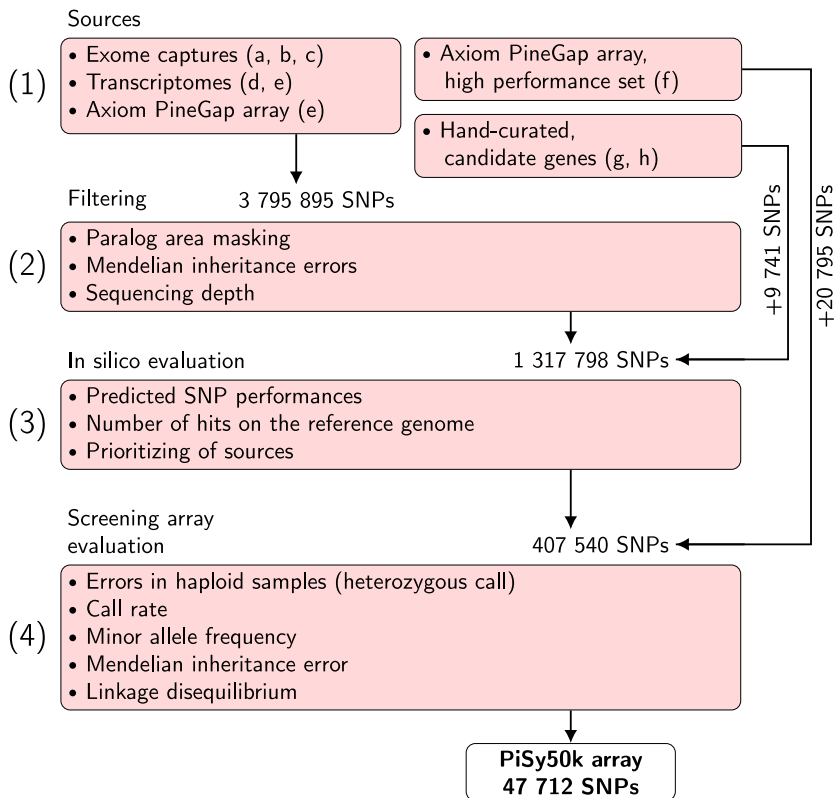 Sources
(1)
• Exome captures (a, b, c)
• Transcriptomes (d, e)
• Axiom PineGap array (e)
• Axiom PineGap array,
high performance set (f)
• Hand-curated,
candidate genes (g, h)
+9 741 SNPs
+20 795 SNPs
Filtering
3 795 895 SNPs
(2)
• Paralog area masking
• Mendelian inheritance errors
• Sequencing depth
In silico evaluation
1 317 798 SNPs
(3)
• Predicted SNP performances
• Number of hits on the reference genome
• Prioritizing of sources
Screening array
evaluation
407 540 SNPs
(4)
• Errors in haploid samples (heterozygous call)
• Call rate
• Minor allele frequency
• Mendelian inheritance error
• Linkage disequilibrium
PiSy50k array
47 712 SNPs